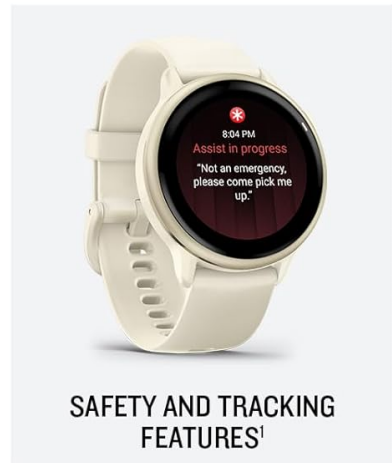 8:04 PM
Assist in progress
"Not an emergency,
please come pick me
up."
SAFETY AND TRACKING
FEATURES¹